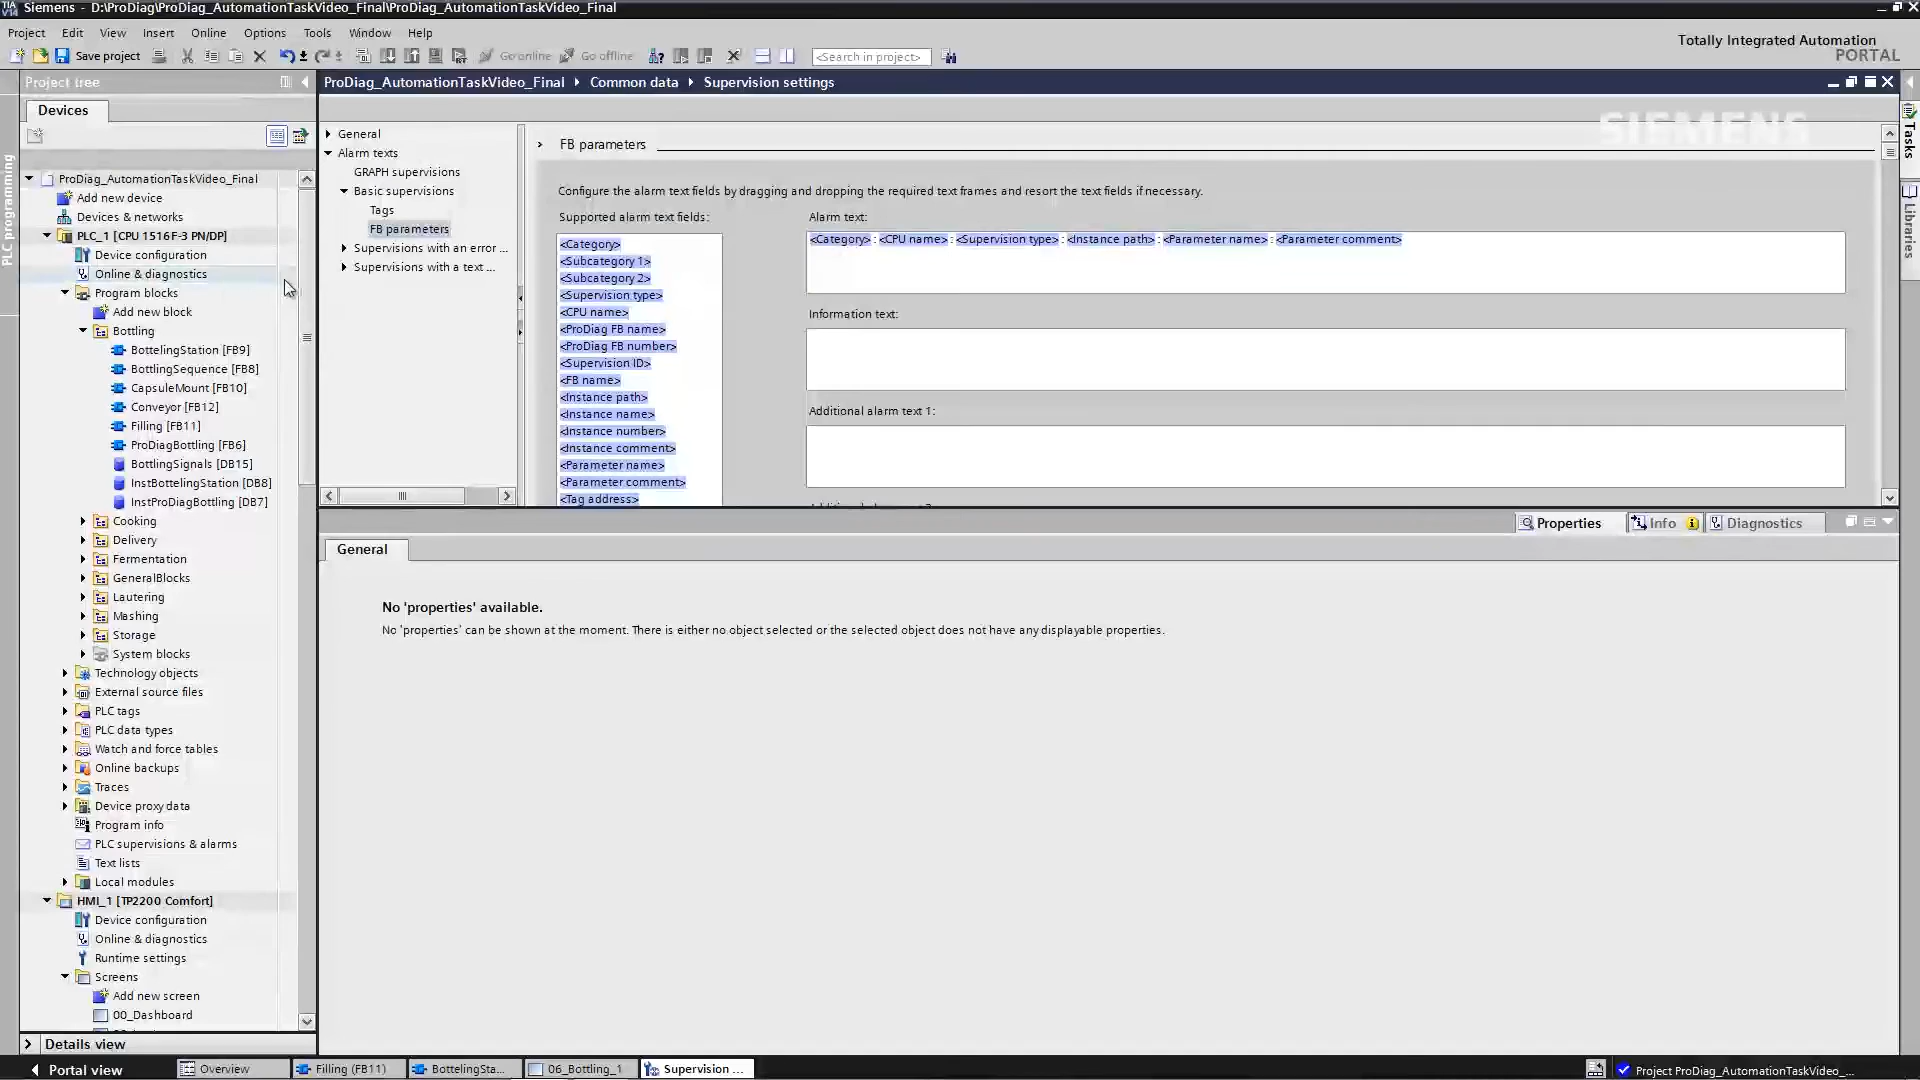 TIA V14 Siemens - D:\ProDiag\ProDiag_AutomationTaskVideo_Final\ProDiag_AutomationTaskVideo_Final
Project Edit View Insert Online Options Tools Window Help
Save project Go online Go offline <Search in project>
Totally Integrated Automation
PORTAL
Project tree
ProDiag_AutomationTaskVideo_Final Common data Supervision settings
Devices
PLC programming
Tasks
Libraries
SIEMENS
ProDiag_AutomationTaskVideo_Final
Add new device
Devices & networks
PLC_1 [CPU 1516F-3 PN/DP]
Device configuration
Online & diagnostics
Program blocks
Add new block
Bottling
BottelingStation [FB9]
BottlingSequence [FB8]
CapsuleMount [FB10]
Conveyor [FB12]
Filling [FB11]
ProDiagBottling [FB6]
BottlingSignals [DB15]
InstBottelingStation [DB8]
InstProDiagBottling [DB7]
Cooking
Delivery
Fermentation
GeneralBlocks
Lautering
Mashing
Storage
System blocks
Technology objects
External source files
PLC tags
PLC data types
Watch and force tables
Online backups
Traces
Device proxy data
Program info
PLC supervisions & alarms
Text lists
Local modules
HMI_1 [TP2200 Comfort]
Device configuration
Online & diagnostics
Runtime settings
Screens
Add new screen
00_Dashboard
Details view
General
Alarm texts
GRAPH supervisions
Basic supervisions
Tags
FB parameters
Supervisions with an error ...
Supervisions with a text ...
FB parameters
Configure the alarm text fields by dragging and dropping the required text frames and resort the text fields if necessary.
Supported alarm text fields:
<Category>
<Subcategory 1>
<Subcategory 2>
<Supervision type>
<CPU name>
<ProDiag FB name>
<ProDiag FB number>
<Supervision ID>
<FB name>
<Instance path>
<Instance name>
<Instance number>
<Instance comment>
<Parameter name>
<Parameter comment>
<Tag address>
Alarm text:
<Category> : <CPU name> : <Supervision type> : <Instance path> : <Parameter name> : <Parameter comment>
Information text:
Additional alarm text 1:
Properties Info Diagnostics
General
No 'properties' available.
No 'properties' can be shown at the moment. There is either no object selected or the selected object does not have any displayable properties.
Portal view Overview Filling (FB11) BottelingSta... 06_Bottling_1 Supervision ... Project ProDiag_AutomationTaskVideo_...